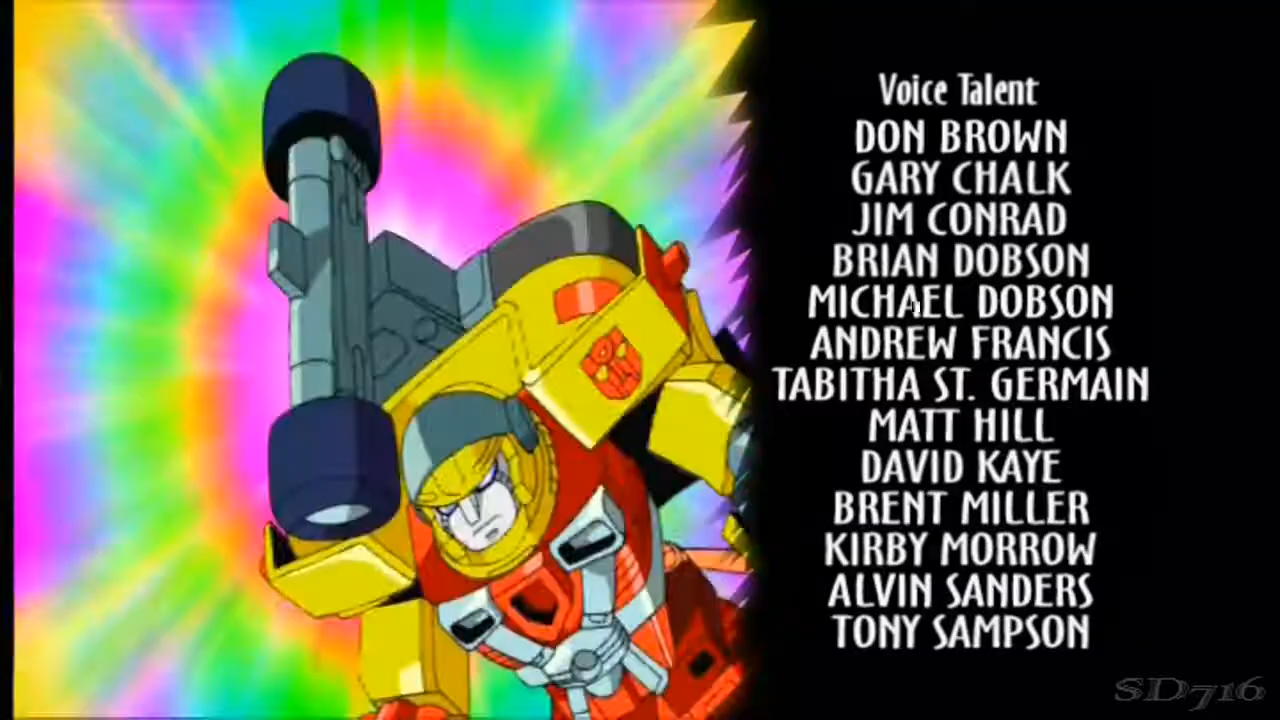 Voice Talent
DON BROWN
GARY CHALK
JIM CONRAD
BRIAN DOBSON
MICHAEL DOBSON
ANDREW FRANCIS
TABITHA ST. GERMAIN
MATT HILL
DAVID KAYE
BRENT MILLER
KIRBY MORROW
ALVIN SANDERS
TONY SAMPSON
SD716